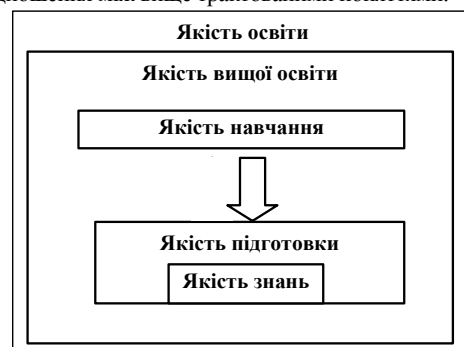 Якість освіти
Якість вищої освіти
Якість навчання
Якість підготовки
Якість знань